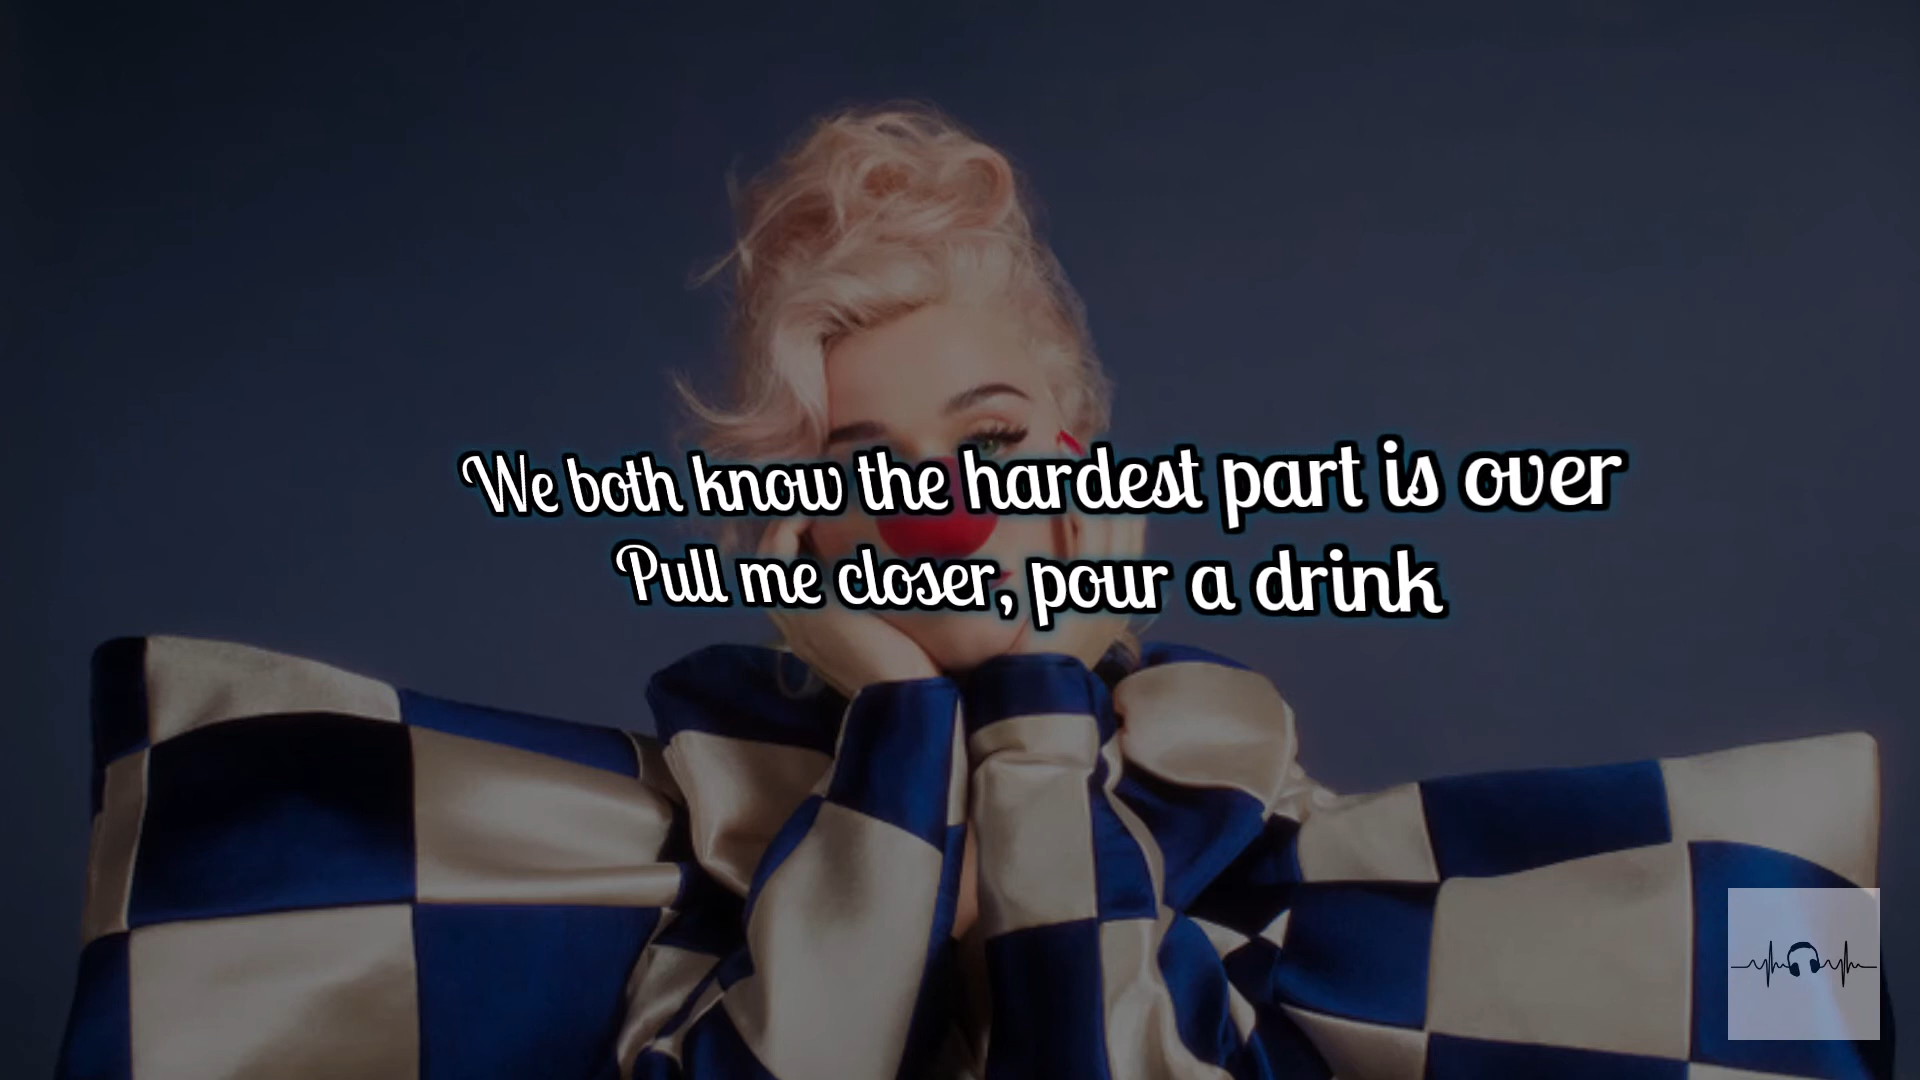 We both know the hardest part is over
Pull me closer, pour a drink